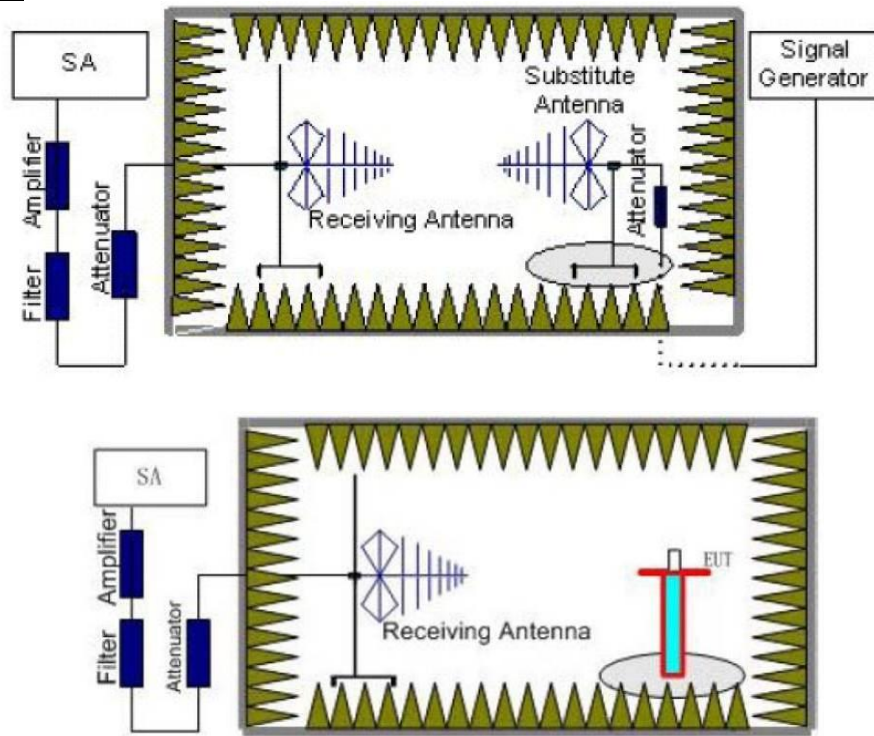 SA
Signal
Generator
Substitute
Antenna
Amplifier
Attenuator
Filter
Receiving Antenna
Attenuator
SA
Amplifier
Filter
Attenuator
Receiving Antenna
EUT